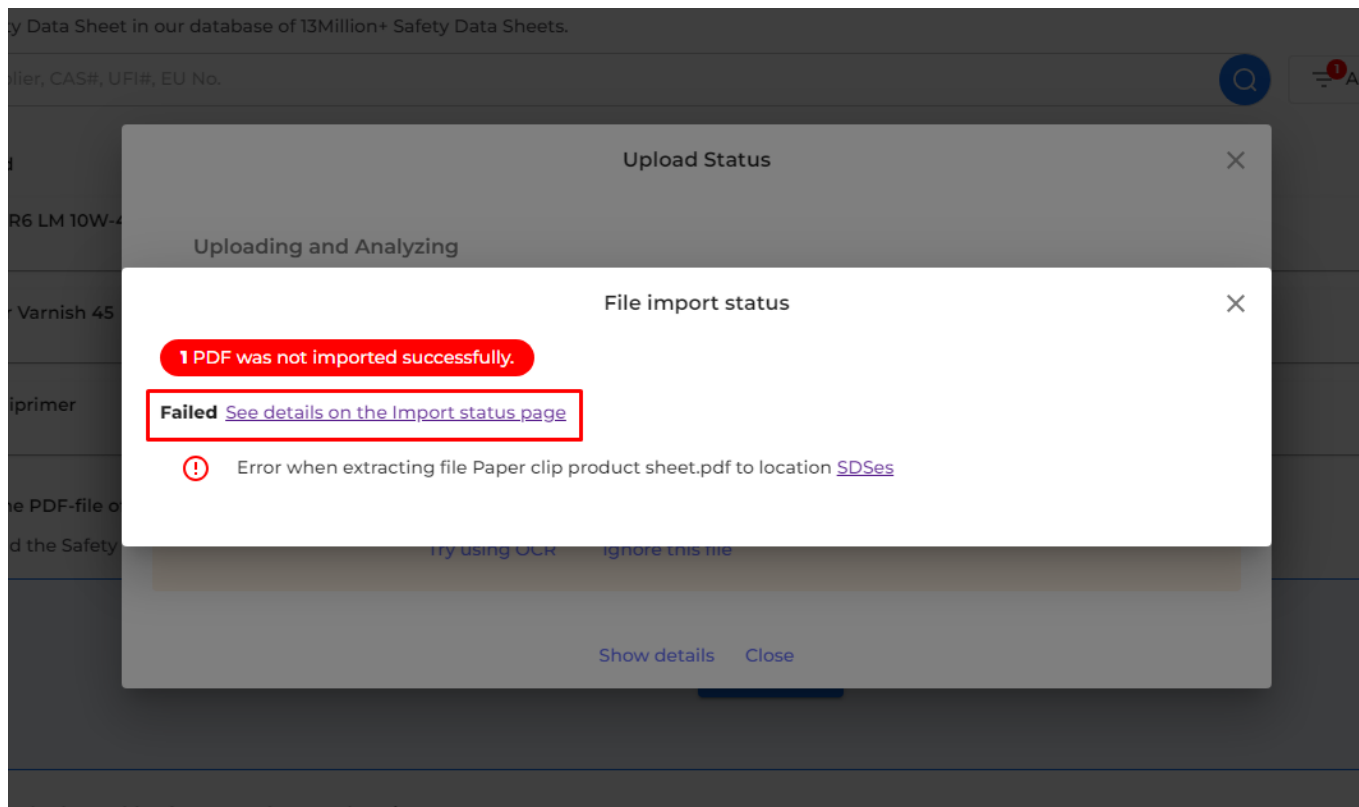 ty Data Sheet in our database of 13Million+ Safety Data Sheets.
plier, CAS#, UFI#, EU No.
1
A
Upload Status
d
R6 LM 10W-4
Uploading and Analyzing
File import status
r Varnish 45
1 PDF was not imported successfully.
iprimer
Failed See details on the Import status page
Error when extracting file Paper clip product sheet.pdf to location SDSes
he PDF-file o
d the Safety
Try using OCR Ignore this file
Show details Close